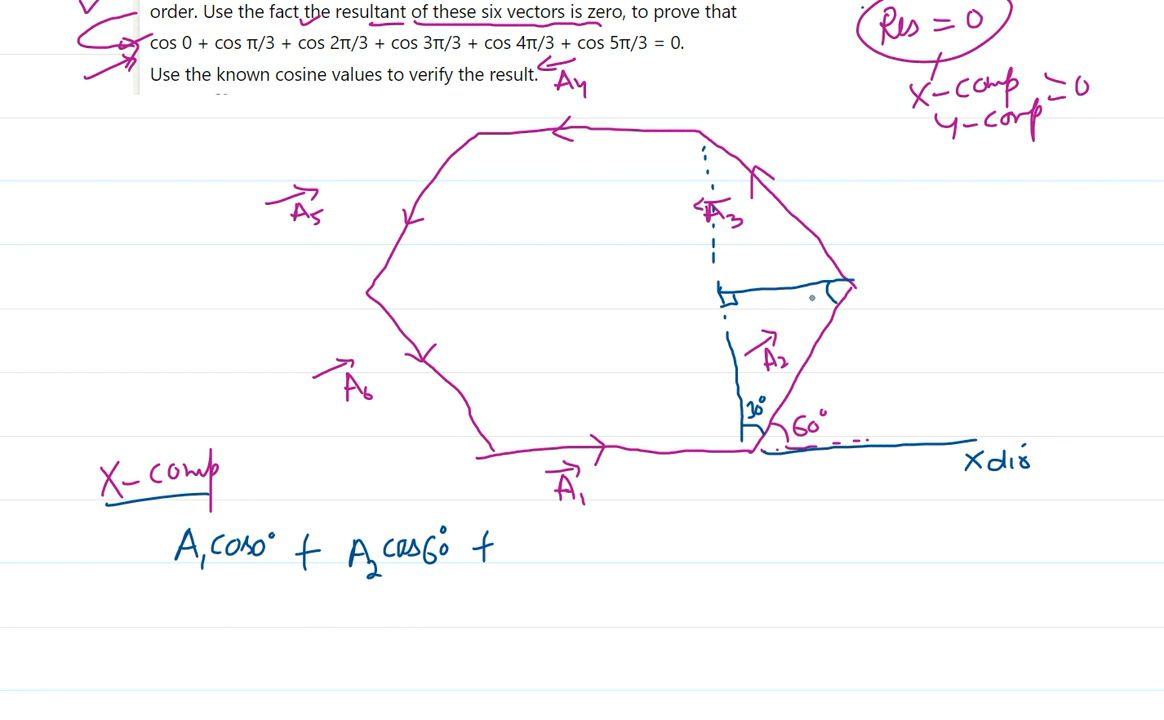 order. Use the fact the resultant of these six vectors is zero, to prove that
cos 0 + cos π/3 + cos 2π/3 + cos 3π/3 + cos 4π/3 + cos 5π/3 = 0.
Use the known cosine values to verify the result.
Res = 0
x-comp = 0
y-comp
A4
A5
A3
A2
A6
30°
60°
x dis
A1
X-comp
A1 cos0° + A2 cos60° +